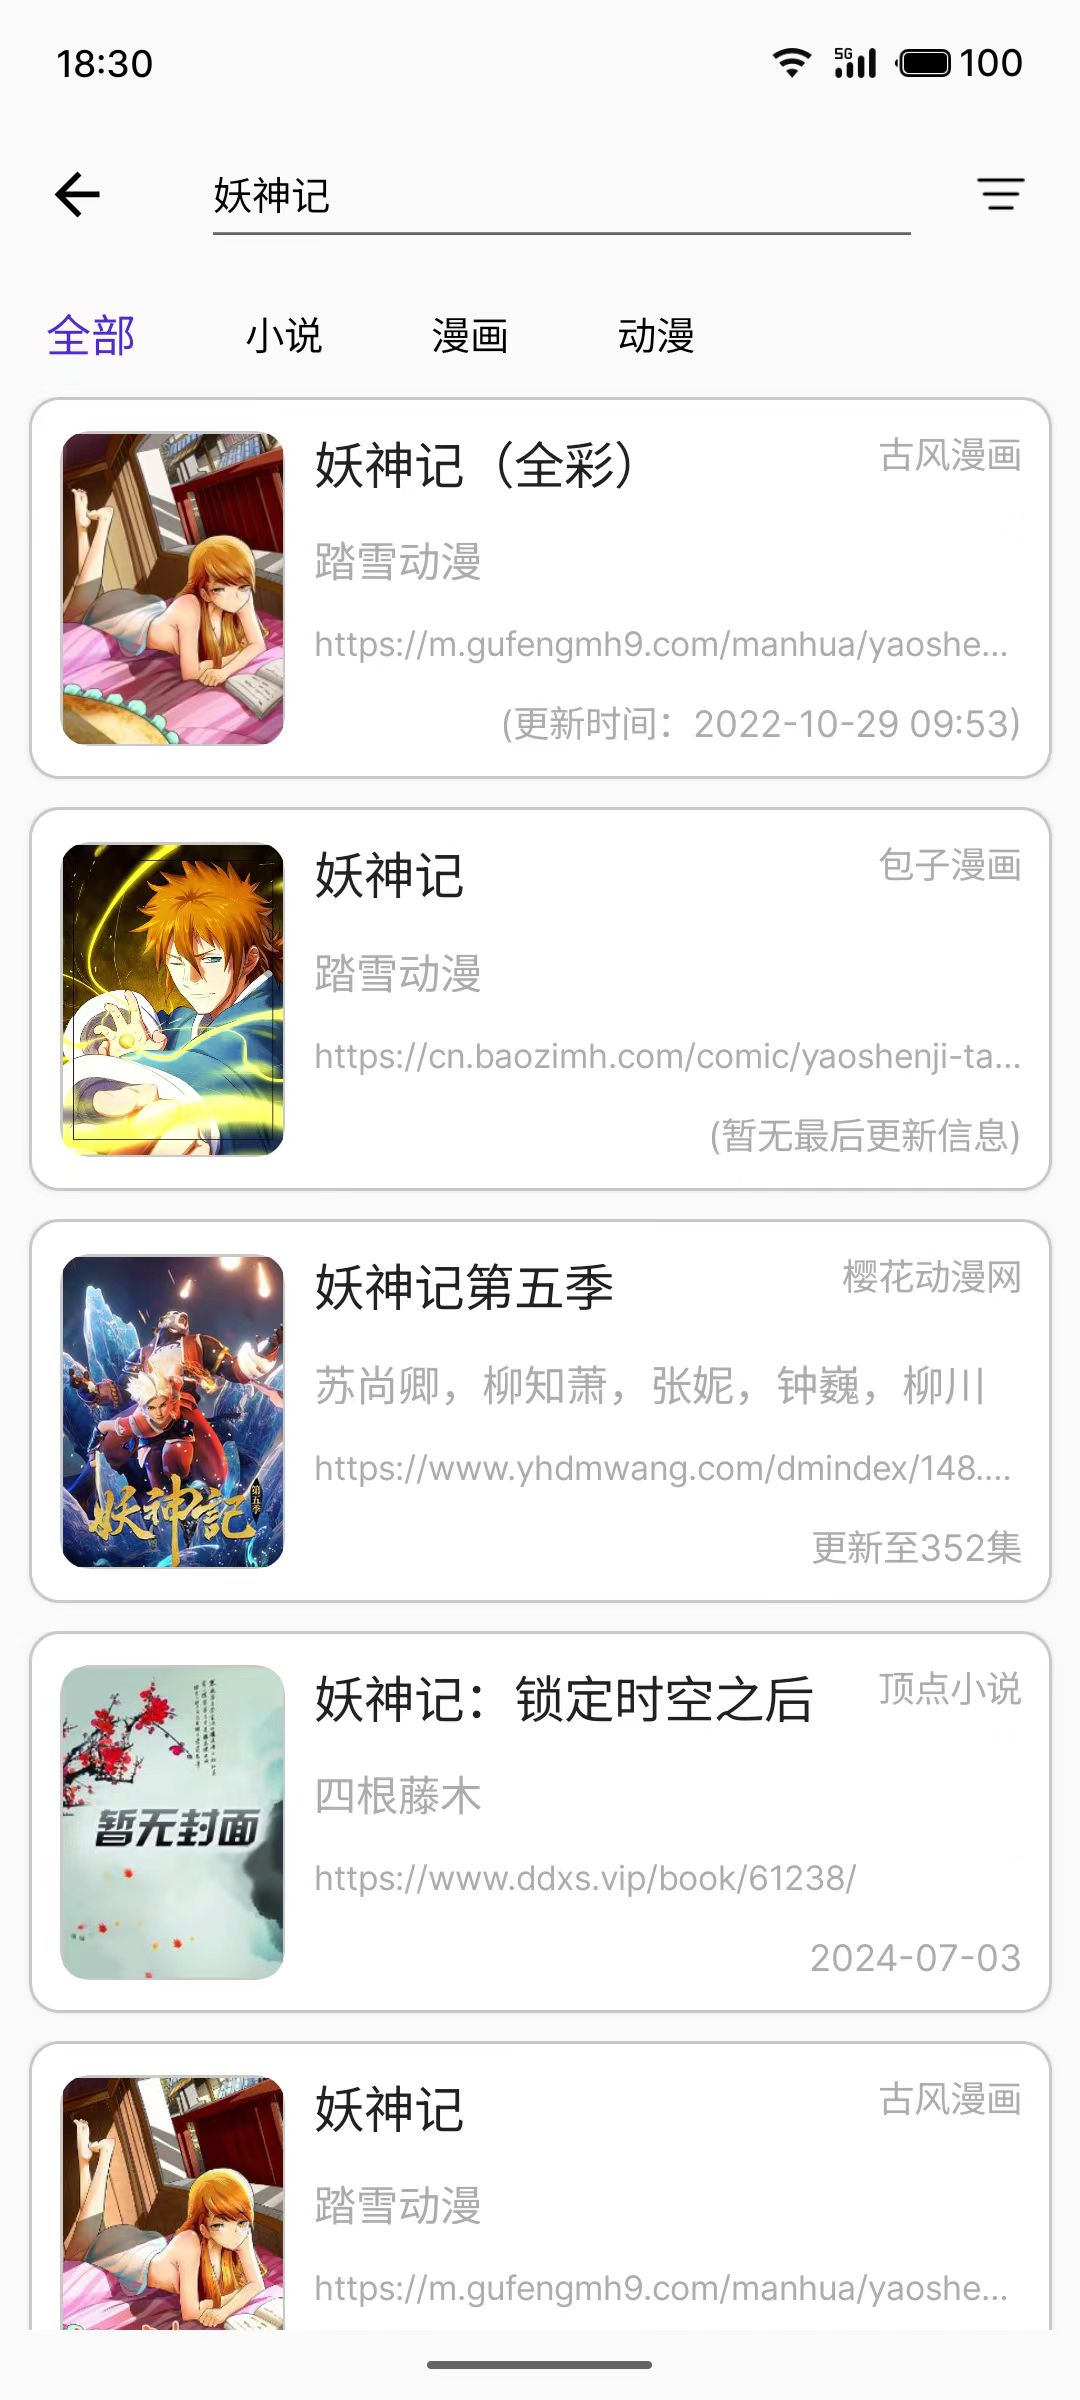 18:30
5G
100
妖神记
全部
小说
漫画
动漫
妖神记（全彩）
古风漫画
踏雪动漫
https://m.gufengmh9.com/manhua/yaoshe...
(更新时间：2022-10-29 09:53)
妖神记
包子漫画
踏雪动漫
https://cn.baozimh.com/comic/yaoshenji-ta...
(暂无最后更新信息)
妖神记第五季
樱花动漫网
苏尚卿，柳知萧，张妮，钟巍，柳川
https://www.yhdmwang.com/dmindex/148....
更新至352集
妖神記
第五季
妖神记：锁定时空之后
顶点小说
四根藤木
https://www.ddxs.vip/book/61238/
2024-07-03
暂无封面
妖神记
古风漫画
踏雪动漫
https://m.gufengmh9.com/manhua/yaoshe...